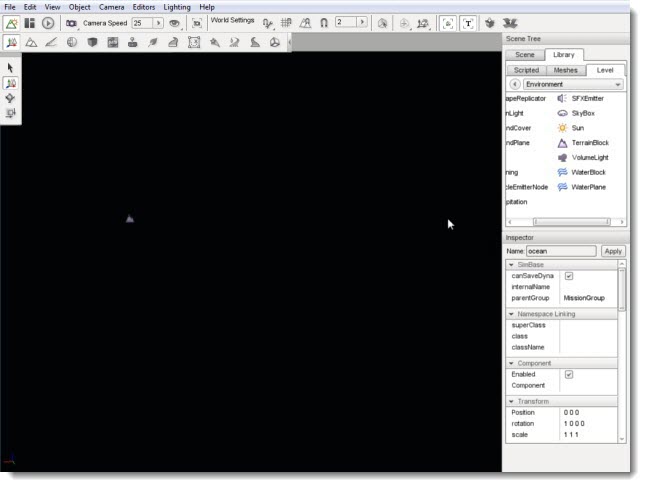 File Edit View Object Camera Editors Lighting Help
Camera Speed 25 World Settings 2 T
Scene Tree
Scene Library
Scripted Meshes Level
Environment
apeReplicator SFXEmitter
nLight SkyBox
ndCover Sun
ndPlane TerrainBlock
VolumeLight
ning WaterBlock
cleEmitterNode WaterPlane
ipitation
Inspector
Name: ocean Apply
SimBase
canSaveDyna
internalName
parentGroup MissionGroup
Namespace Linking
superClass
class
className
Component
Enabled
Component
Transform
Position 0 0 0
rotation 1 0 0 0
scale 1 1 1